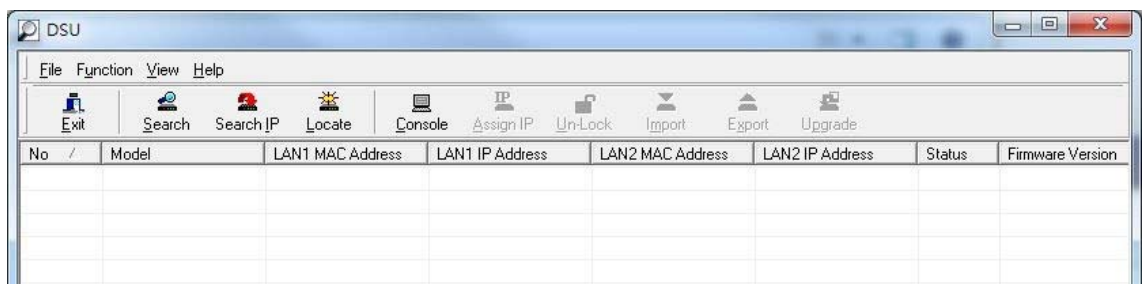 DSU
File Function View Help
Exit Search Search IP Locate Console Assign IP Un-Lock Import Export Upgrade
No Model LAN1 MAC Address LAN1 IP Address LAN2 MAC Address LAN2 IP Address Status Firmware Version